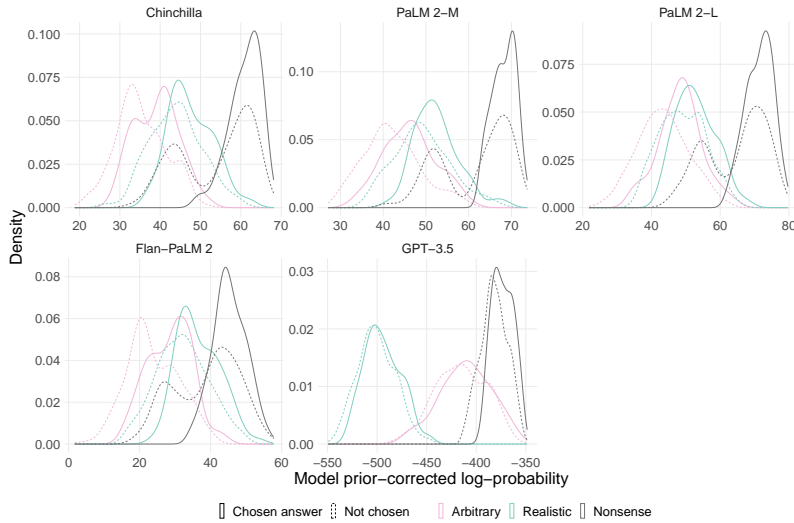 Chinchilla
PaLM 2−M
PaLM 2−L
0.100
0.075
0.050
0.025
0.000
0.10
0.05
0.00
0.075
0.050
0.025
0.000
20 30 40 50 60 70
30 40 50 60 70
20 40 60 80
Density
Flan−PaLM 2
GPT−3.5
0.08
0.06
0.04
0.02
0.00
0.03
0.02
0.01
0.00
0 20 40 60
−550 −500 −450 −400 −350
Model prior−corrected log−probability
Chosen answer Not chosen Arbitrary Realistic Nonsense